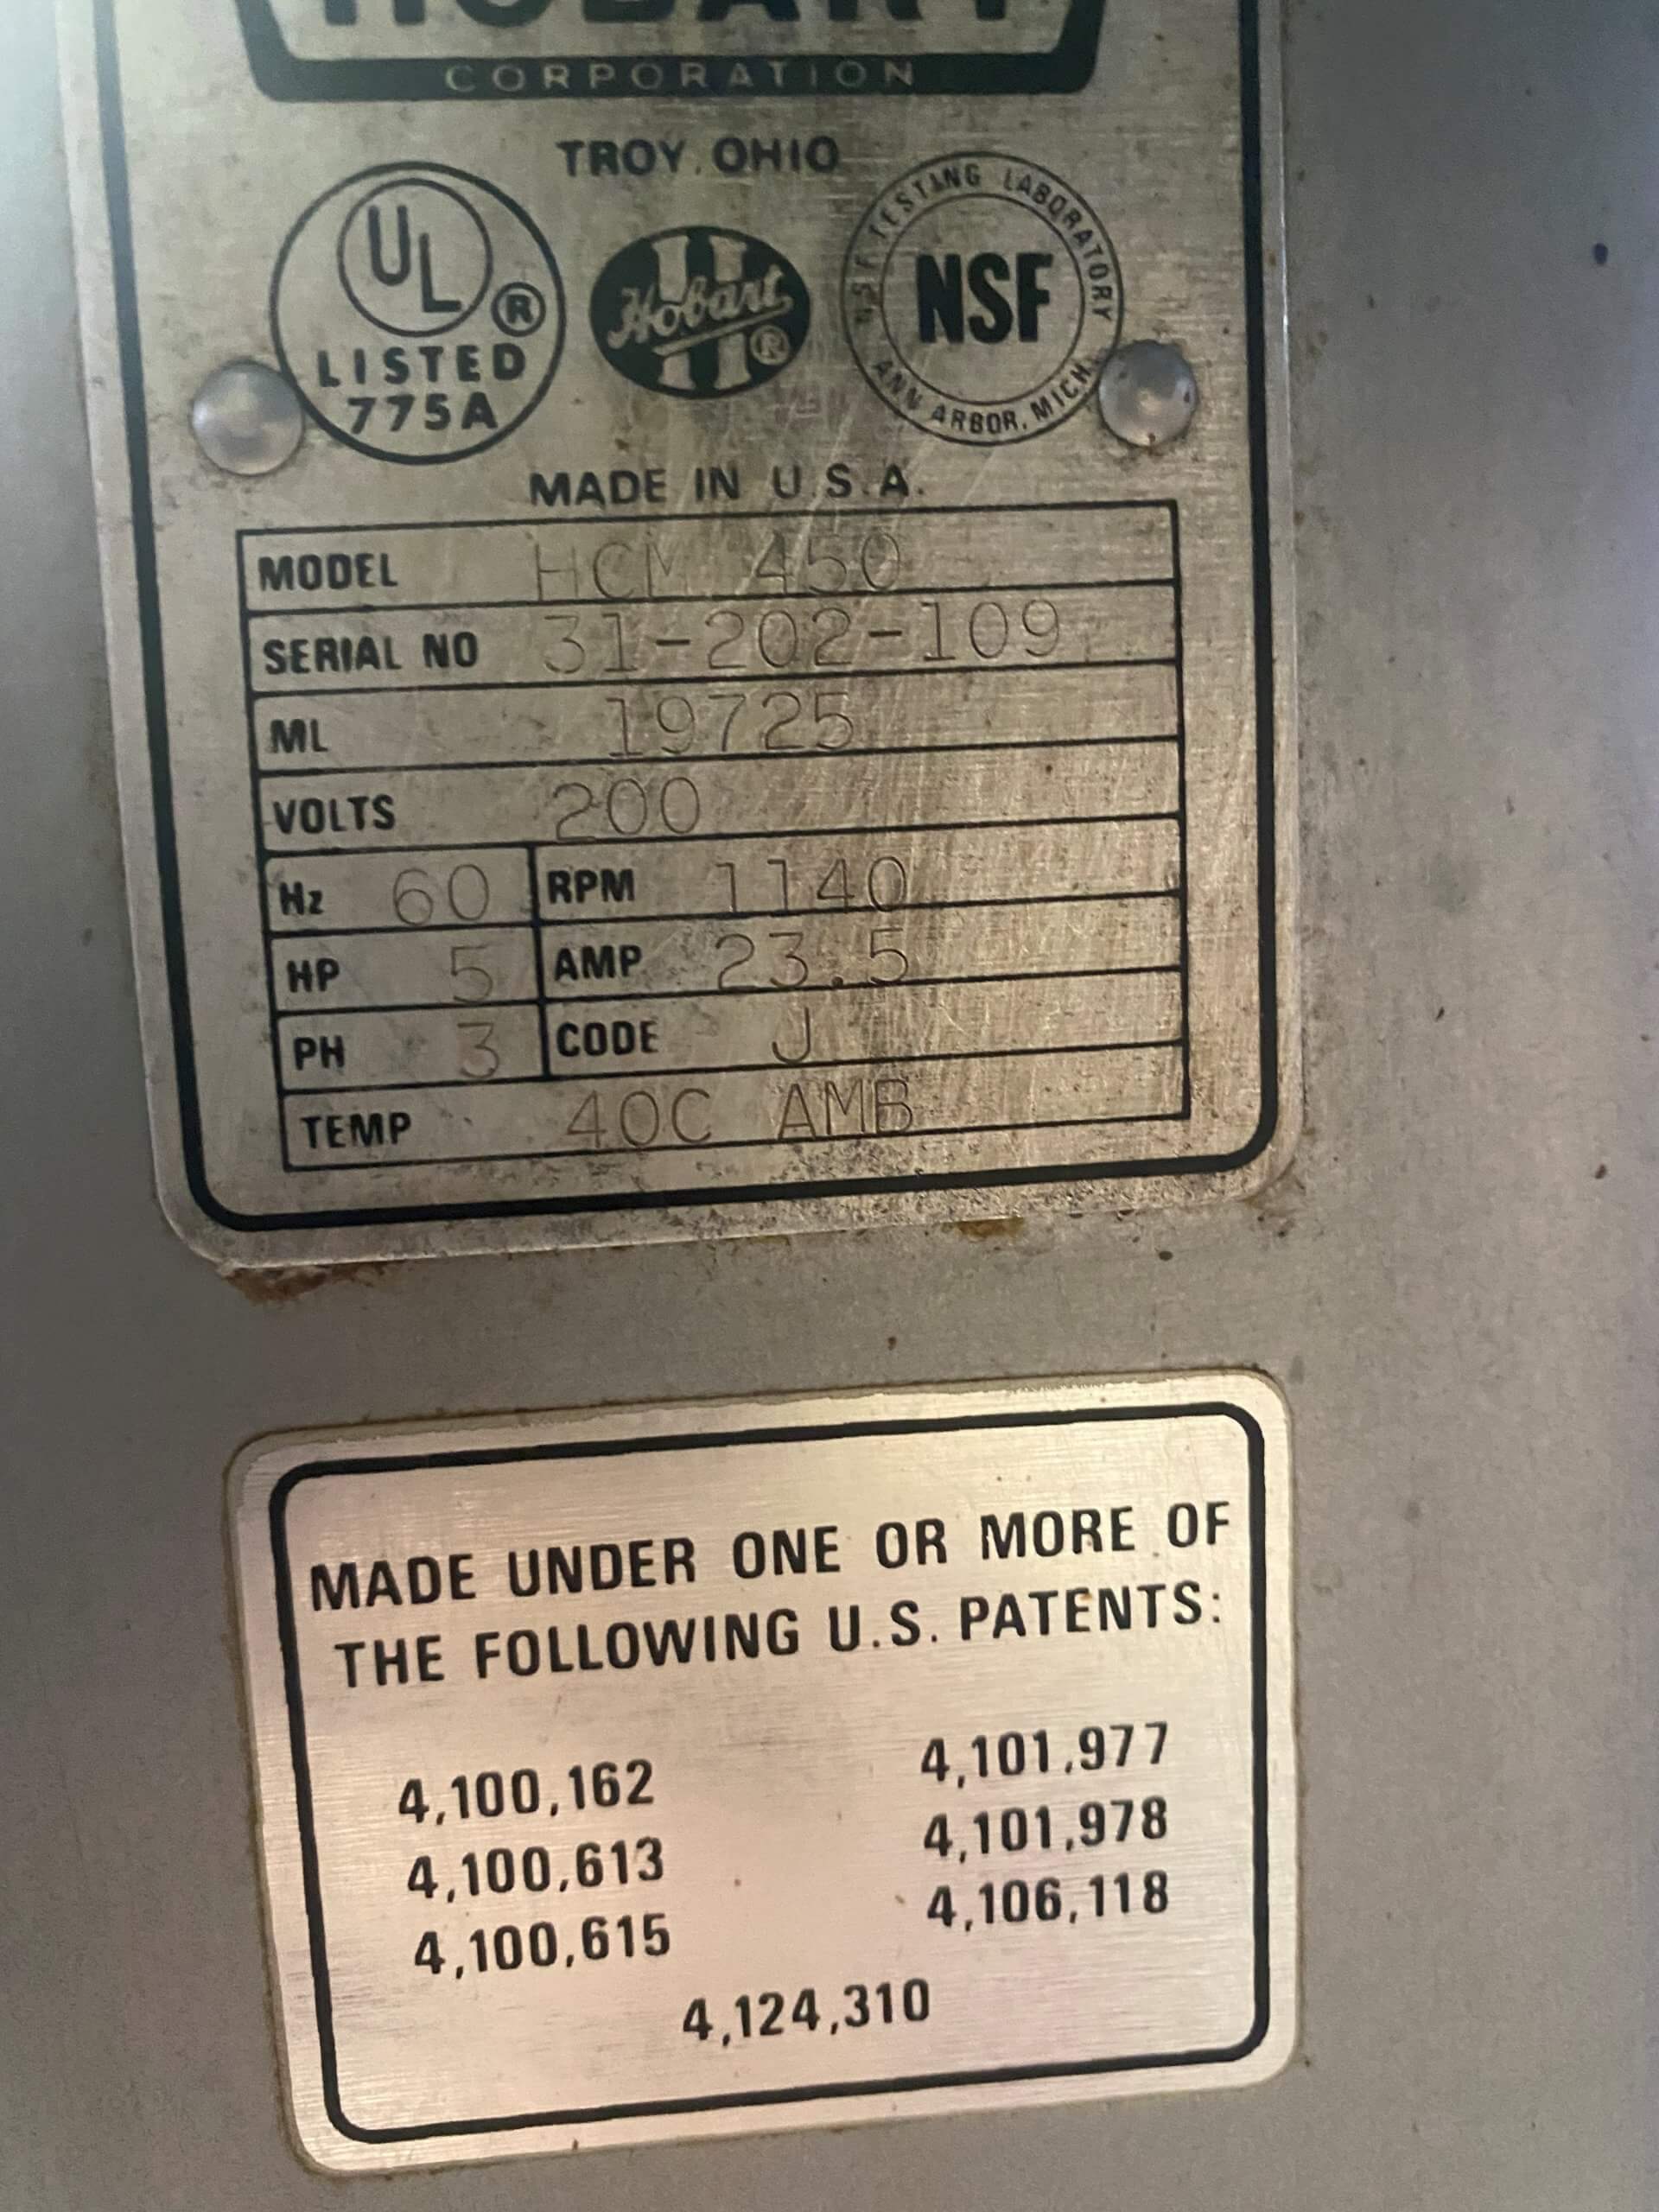 HOBART
CORPORATION
TROY, OHIO
UL ®
LISTED
775A
Hobart ®
NSF TESTING LABORATORY
NSF
ANN ARBOR, MICH.
MADE IN U.S.A.
MODEL HCM 450
SERIAL NO 31-202-109
ML 19725
VOLTS 200
Hz 60 RPM 1140
HP 5 AMP 23.5
PH 3 CODE J
TEMP 40C AMB
MADE UNDER ONE OR MORE OF
THE FOLLOWING U.S. PATENTS:
4,100,162 4,101,977
4,100,613 4,101,978
4,100,615 4,106,118
4,124,310